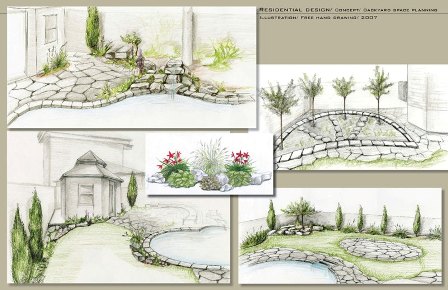 Residential design/ Concept/ Backyard space planning
Illustration/ Free hand drawing/ 2007